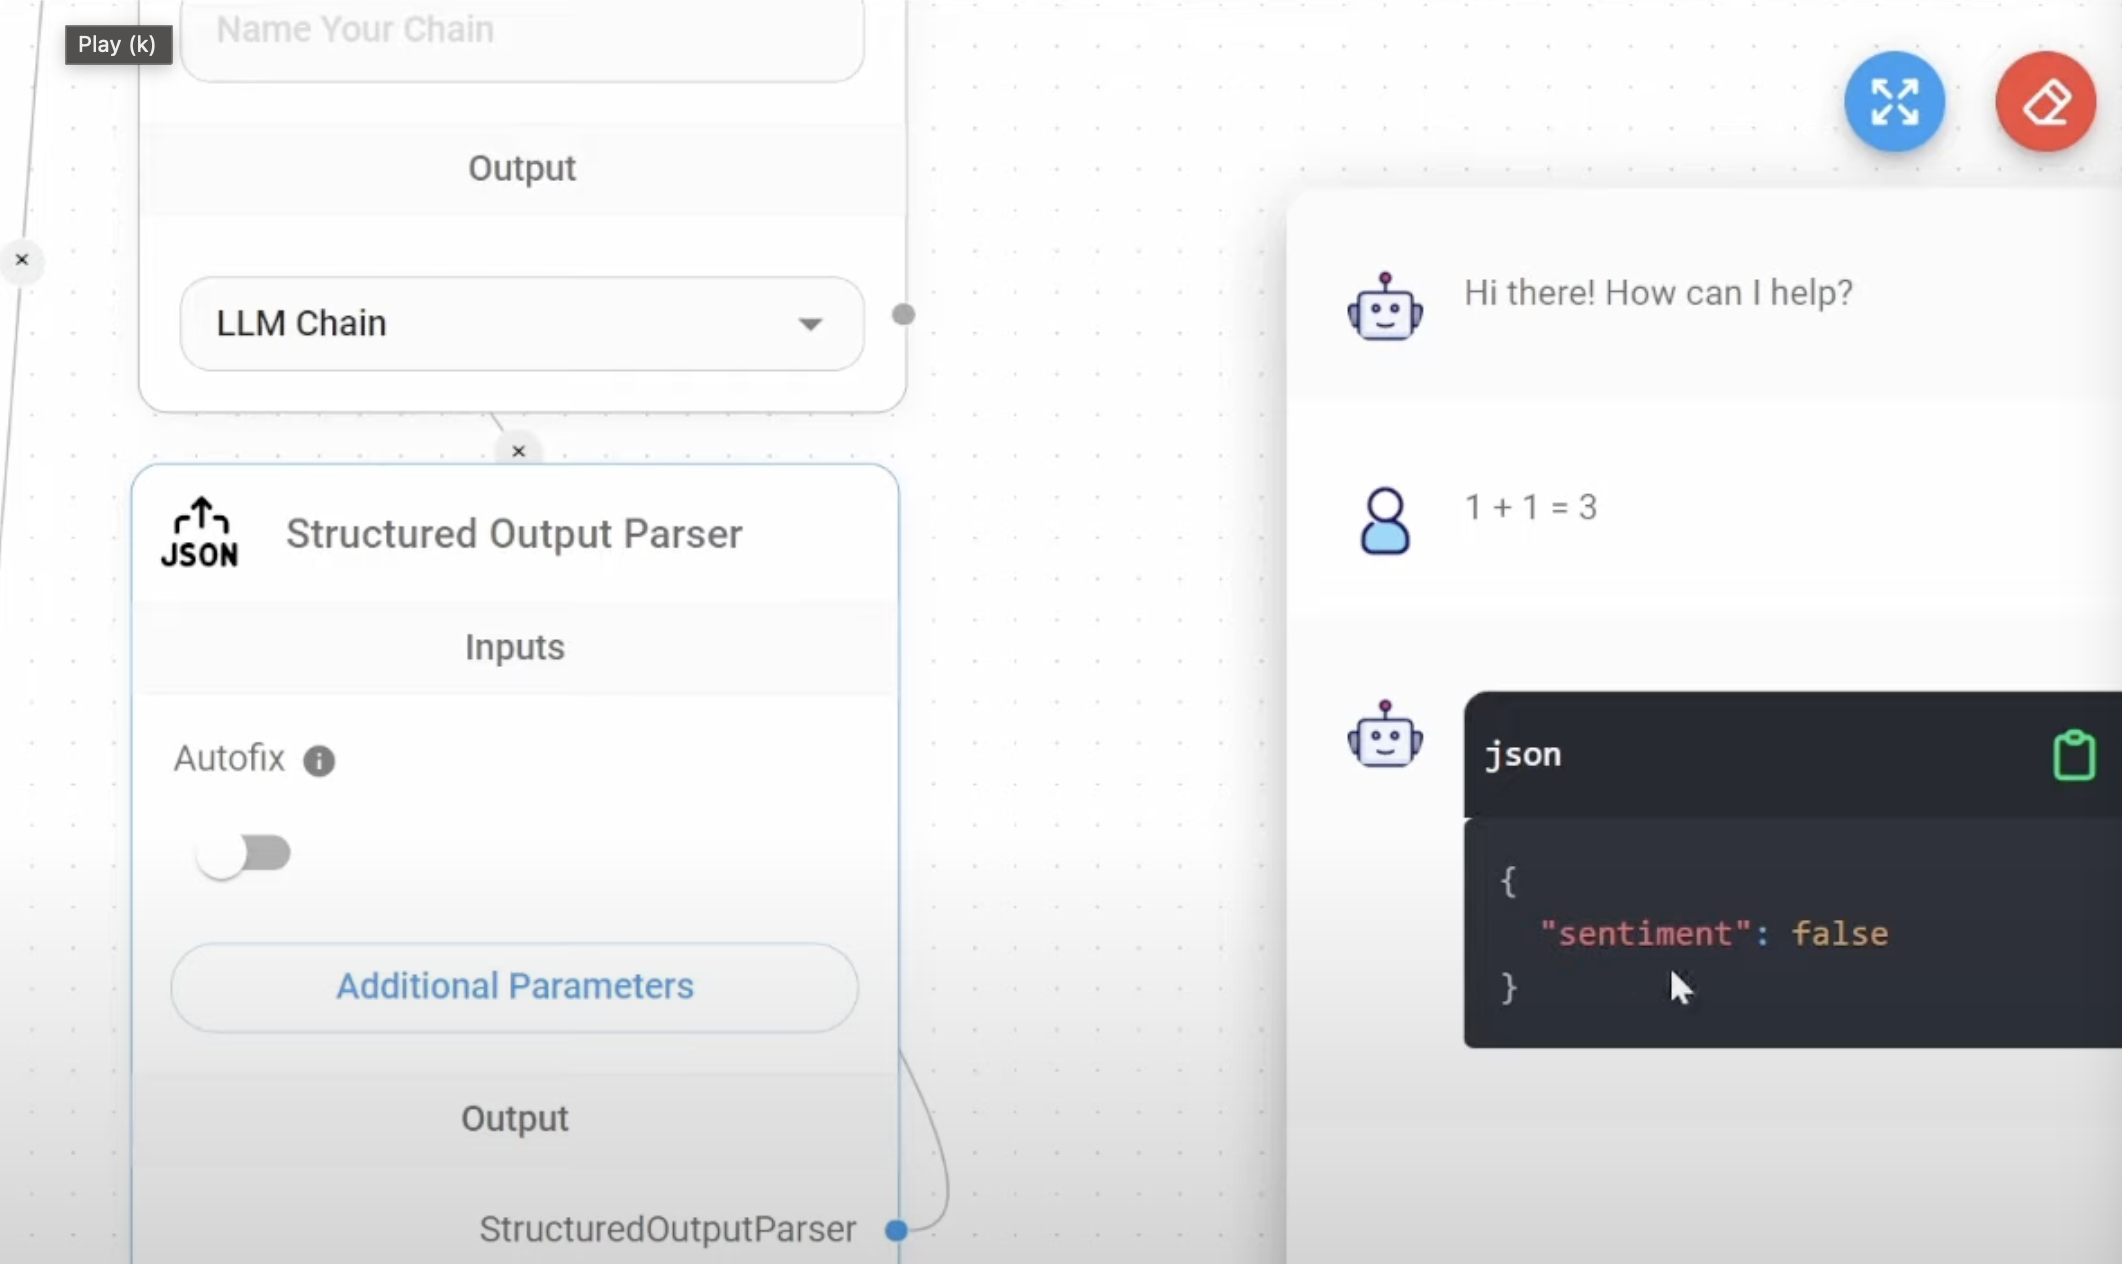 Play (k)
Name Your Chain
Output
LLM Chain
JSON
Structured Output Parser
Inputs
Autofix
Additional Parameters
Output
StructuredOutputParser
Hi there! How can I help?
1 + 1 = 3
json
{
"sentiment": false
}